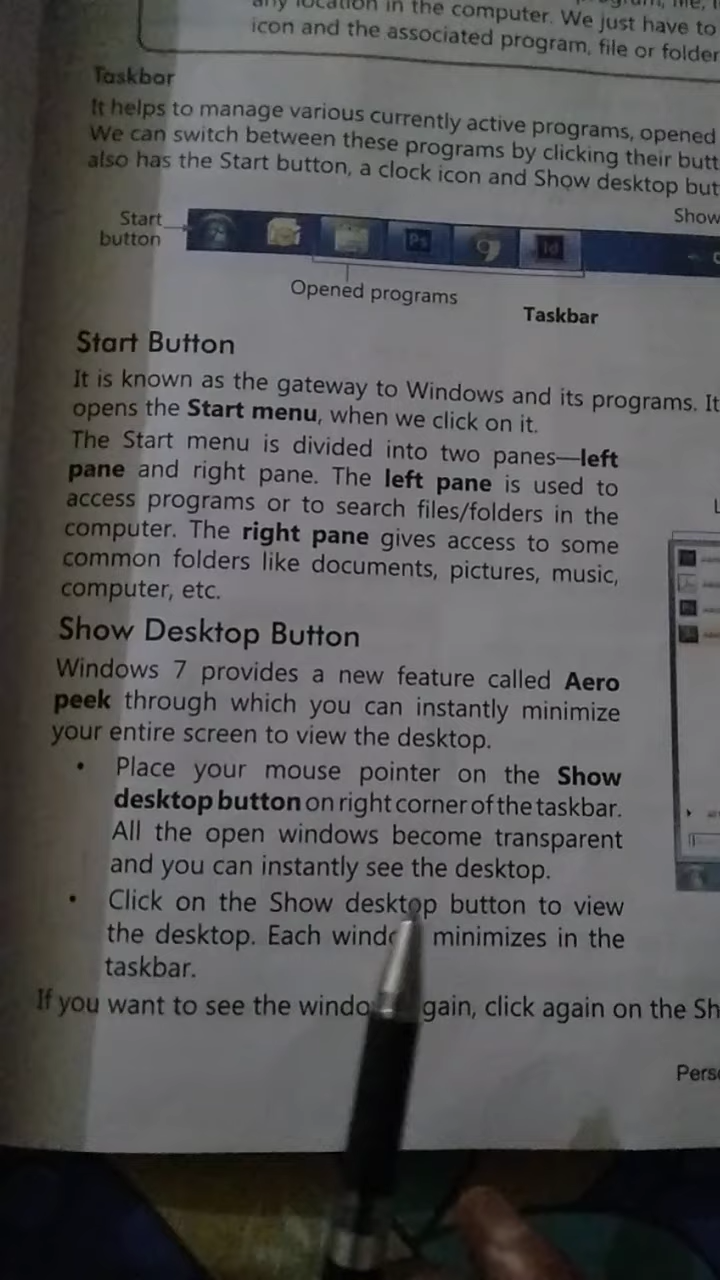 any location in the computer. We just have to
icon and the associated program, file or folder
Taskbar
It helps to manage various currently active programs, opened
We can switch between these programs by clicking their butt
also has the Start button, a clock icon and Show desktop but
Start
button
Show
Ps
Id
Opened programs
Taskbar
Start Button
It is known as the gateway to Windows and its programs. It
opens the Start menu, when we click on it.
The Start menu is divided into two panes—left
pane and right pane. The left pane is used to
access programs or to search files/folders in the
computer. The right pane gives access to some
common folders like documents, pictures, music,
computer, etc.
Show Desktop Button
Windows 7 provides a new feature called Aero
peek through which you can instantly minimize
your entire screen to view the desktop.
• Place your mouse pointer on the Show
desktop button on right corner of the taskbar.
All the open windows become transparent
and you can instantly see the desktop.
• Click on the Show desktop button to view
the desktop. Each windo minimizes in the
taskbar.
If you want to see the windo gain, click again on the Sh
Perso